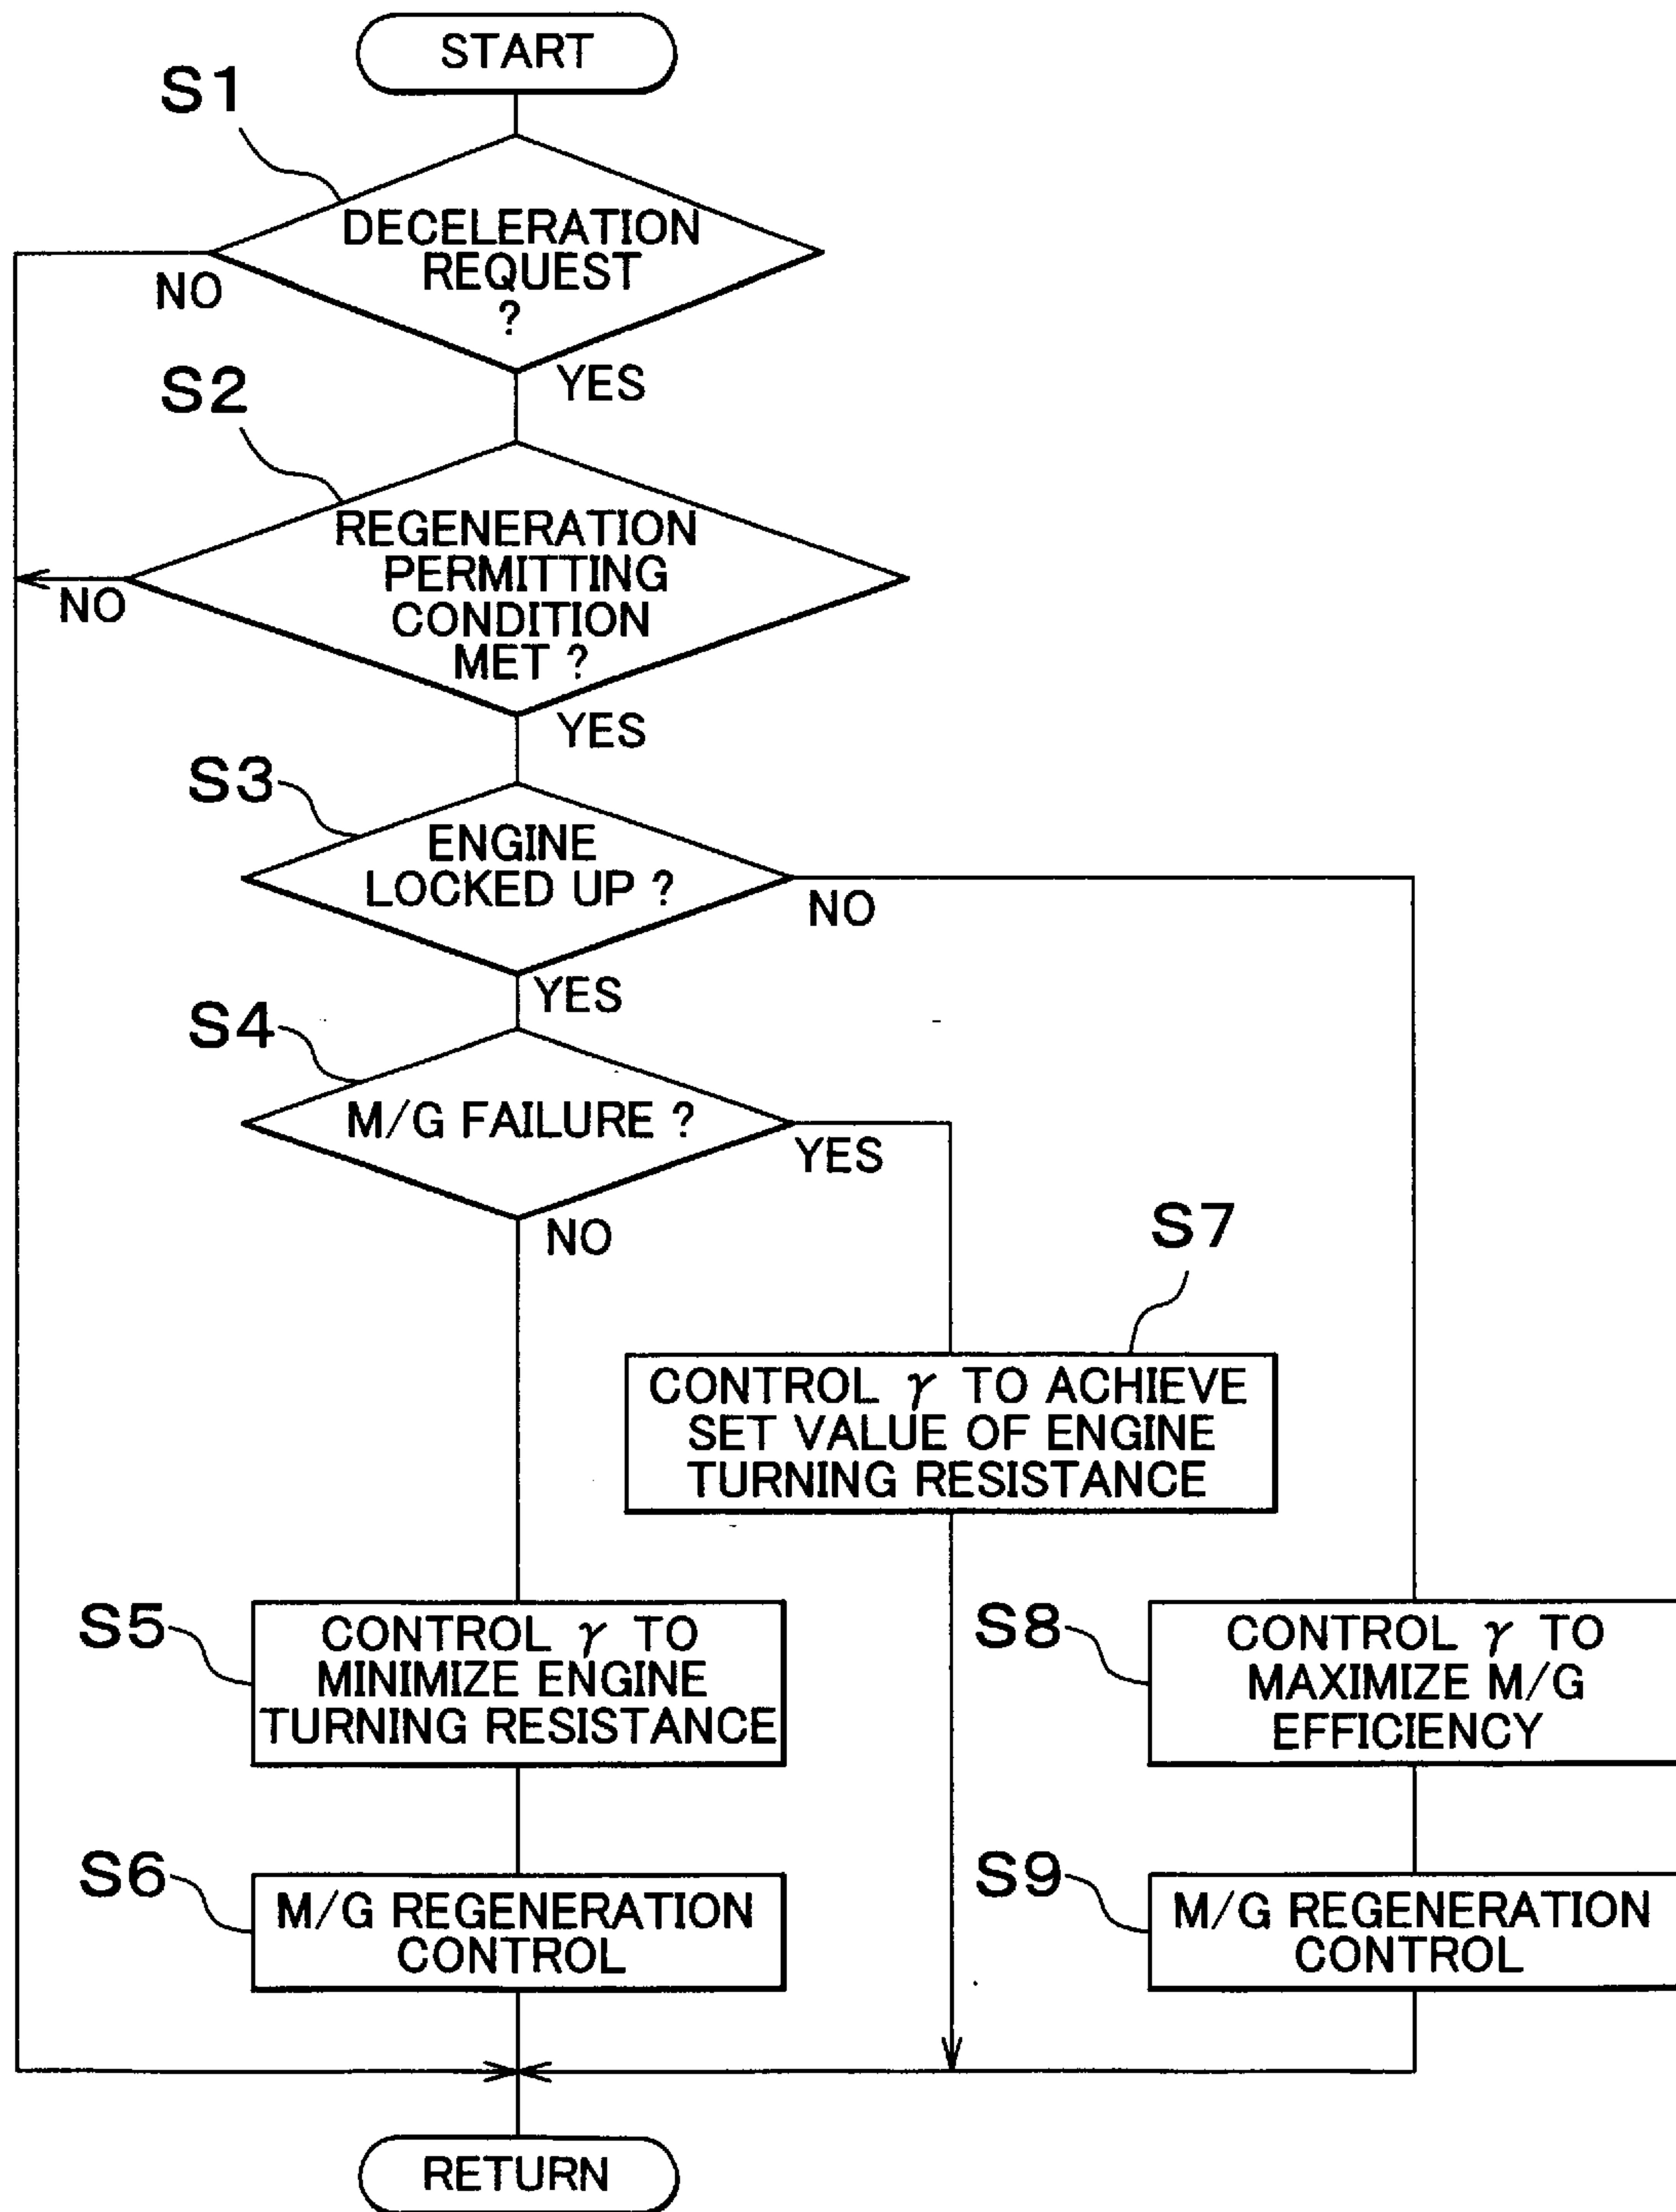 START
S1
DECELERATION
REQUEST
?
NO
YES
S2
REGENERATION
PERMITTING
CONDITION
MET ?
NO
YES
S3
ENGINE
LOCKED UP ?
NO
YES
S4
M/G FAILURE ?
YES
NO
S7
CONTROL γ TO ACHIEVE
SET VALUE OF ENGINE
TURNING RESISTANCE
S5
CONTROL γ TO
MINIMIZE ENGINE
TURNING RESISTANCE
S8
CONTROL γ TO
MAXIMIZE M/G
EFFICIENCY
S6
M/G REGENERATION
CONTROL
S9
M/G REGENERATION
CONTROL
RETURN